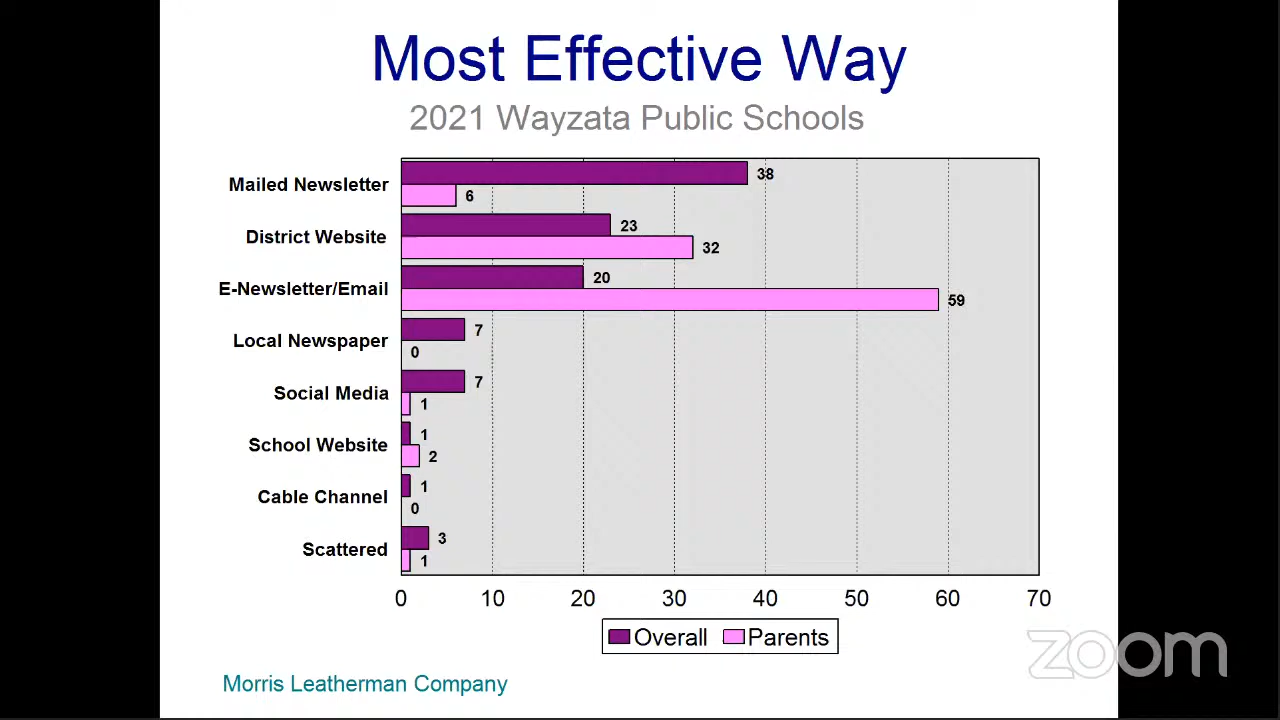 Most Effective Way
2021 Wayzata Public Schools
Mailed Newsletter
38
6
District Website
23
32
E-Newsletter/Email
20
59
Local Newspaper
7
0
Social Media
7
1
School Website
1
2
Cable Channel
1
0
Scattered
3
1
0 10 20 30 40 50 60 70
Overall Parents
zoom
Morris Leatherman Company